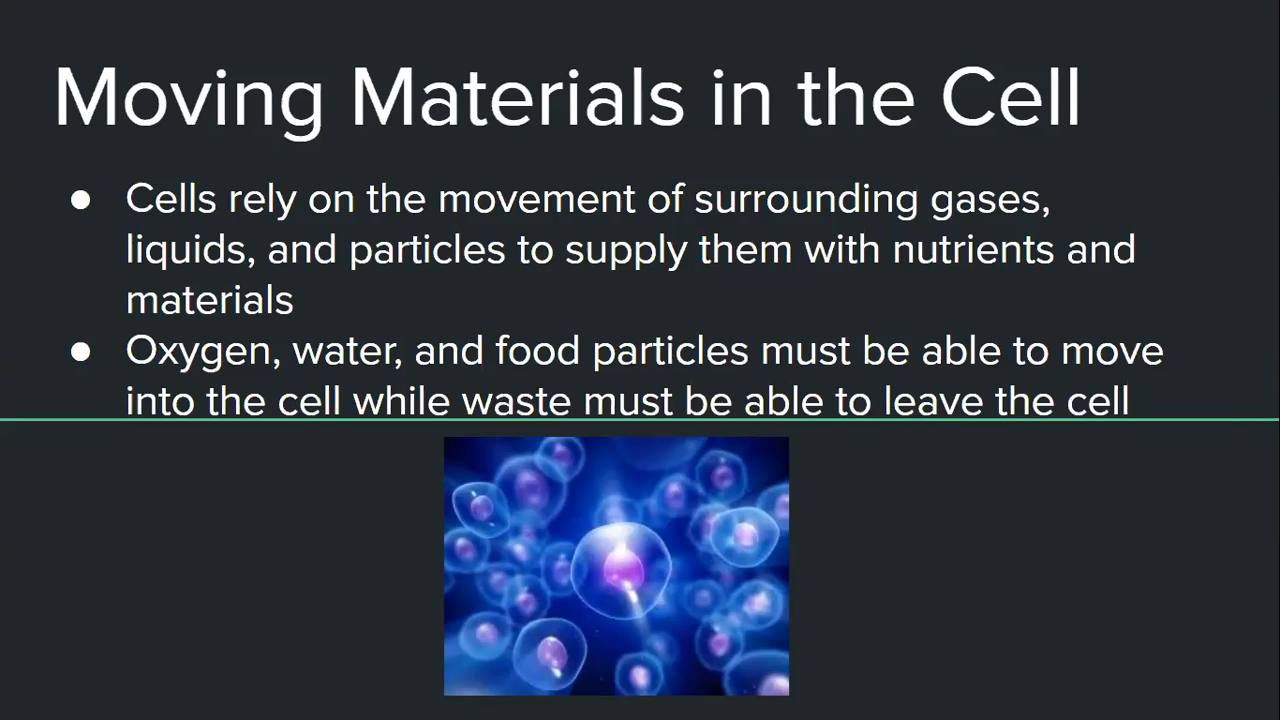 Moving Materials in the Cell
● Cells rely on the movement of surrounding gases,
liquids, and particles to supply them with nutrients and
materials
● Oxygen, water, and food particles must be able to move
into the cell while waste must be able to leave the cell